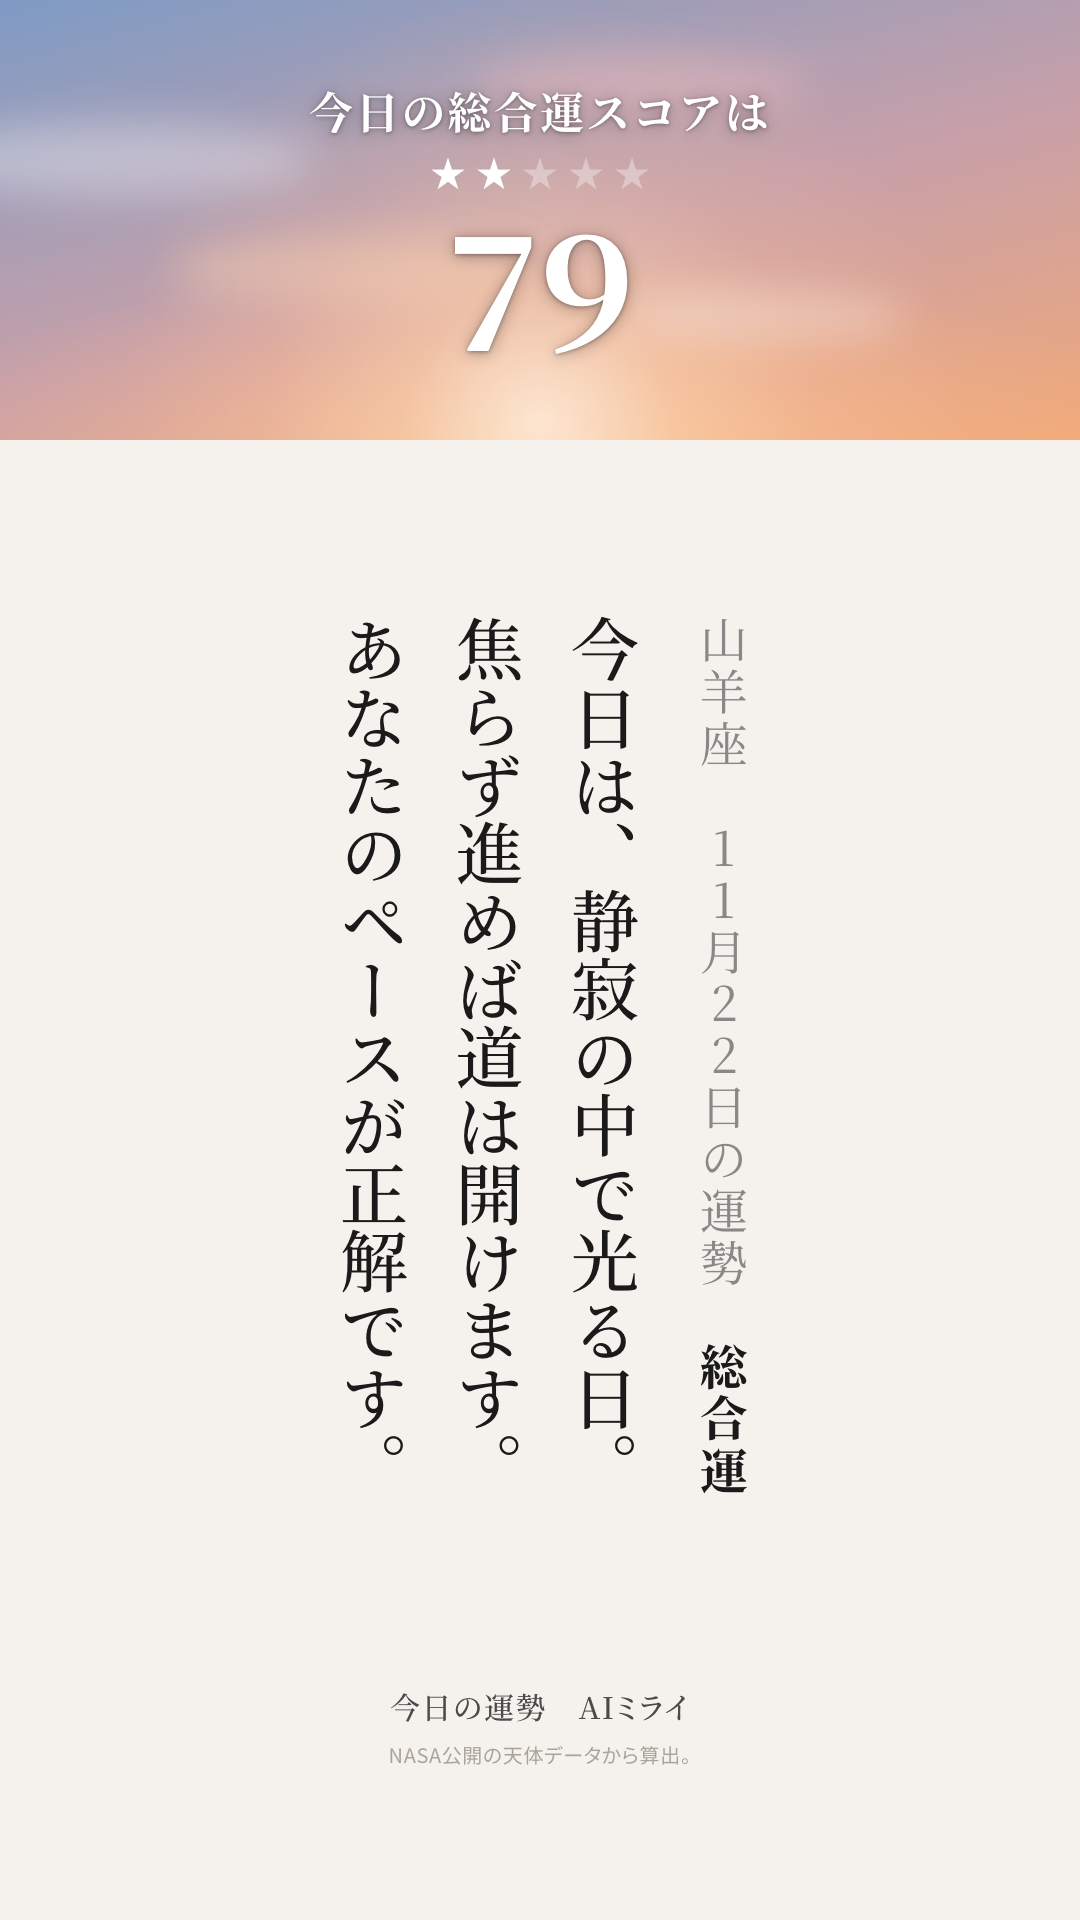 今日の総合運スコアは
★★★★★
79
山羊座　11月22日の運勢　総合運
今日は、静寂の中で光る日。
焦らず進めば道は開けます。
あなたのペースが正解です。
今日の運勢　AIミライ
NASA公開の天体データから算出。